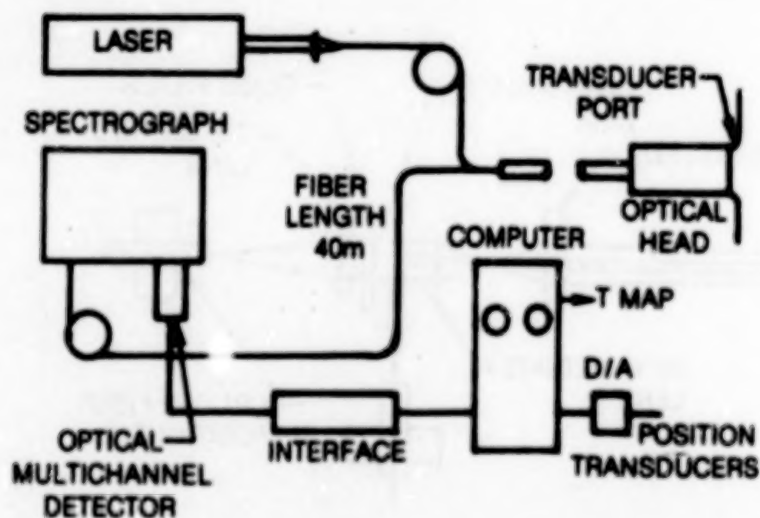 LASER
TRANSDUCER
PORT
SPECTROGRAPH
FIBER
LENGTH
40m
OPTICAL
HEAD
COMPUTER
T MAP
D/A
OPTICAL
MULTICHANNEL
DETECTOR
INTERFACE
POSITION
TRANSDUCERS